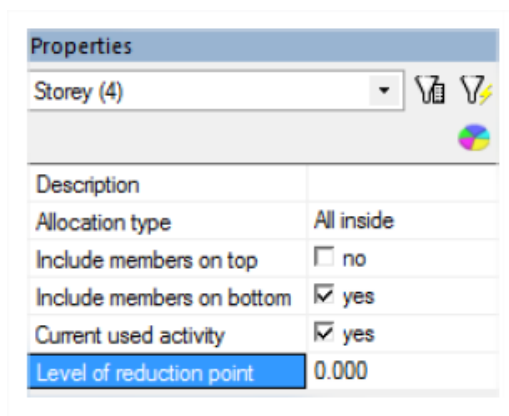 Properties
Storey (4)
Description
Allocation type All inside
Include members on top no
Include members on bottom yes
Current used activity yes
Level of reduction point 0.000